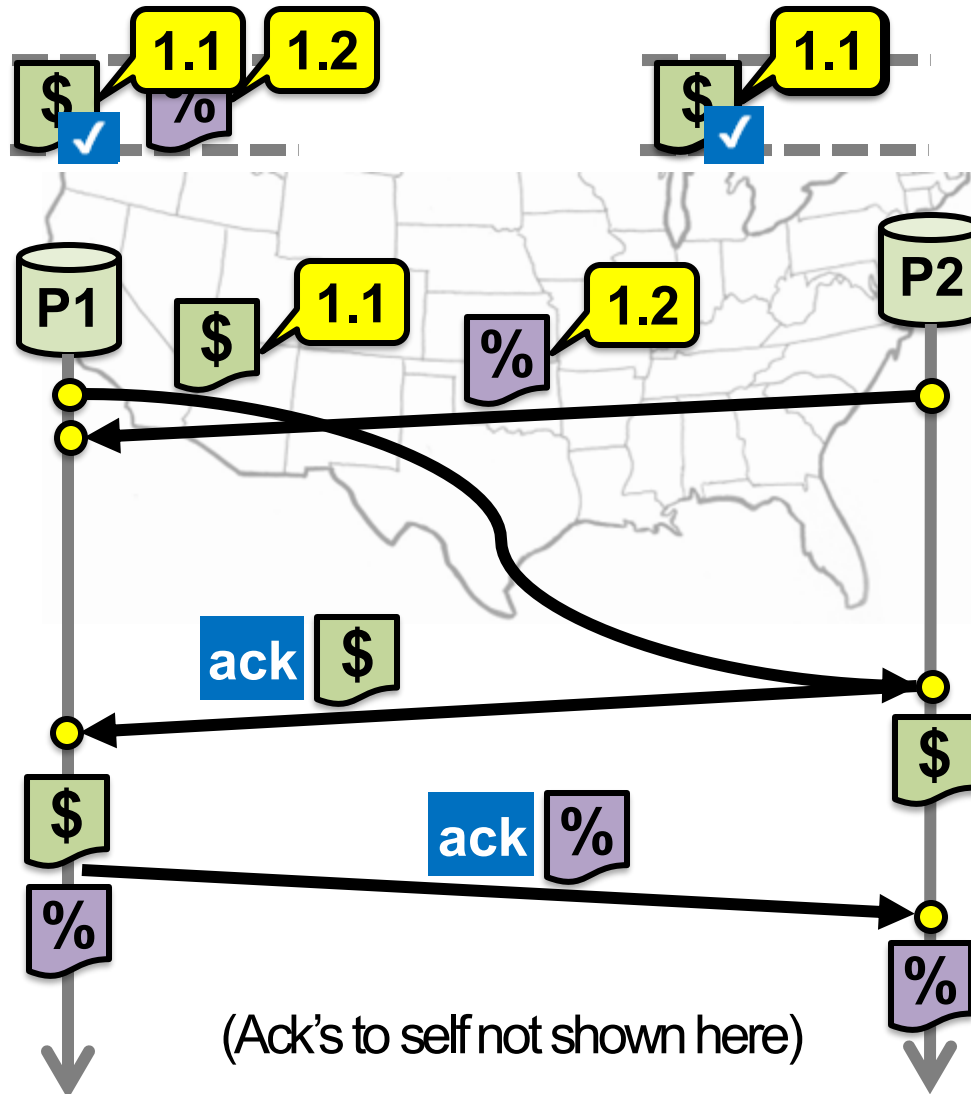 1.1 1.2 1.1
$ % $
P1 P2
$ 1.1 % 1.2
ack $
$
$
ack %
%
%
(Ack's to self not shown here)